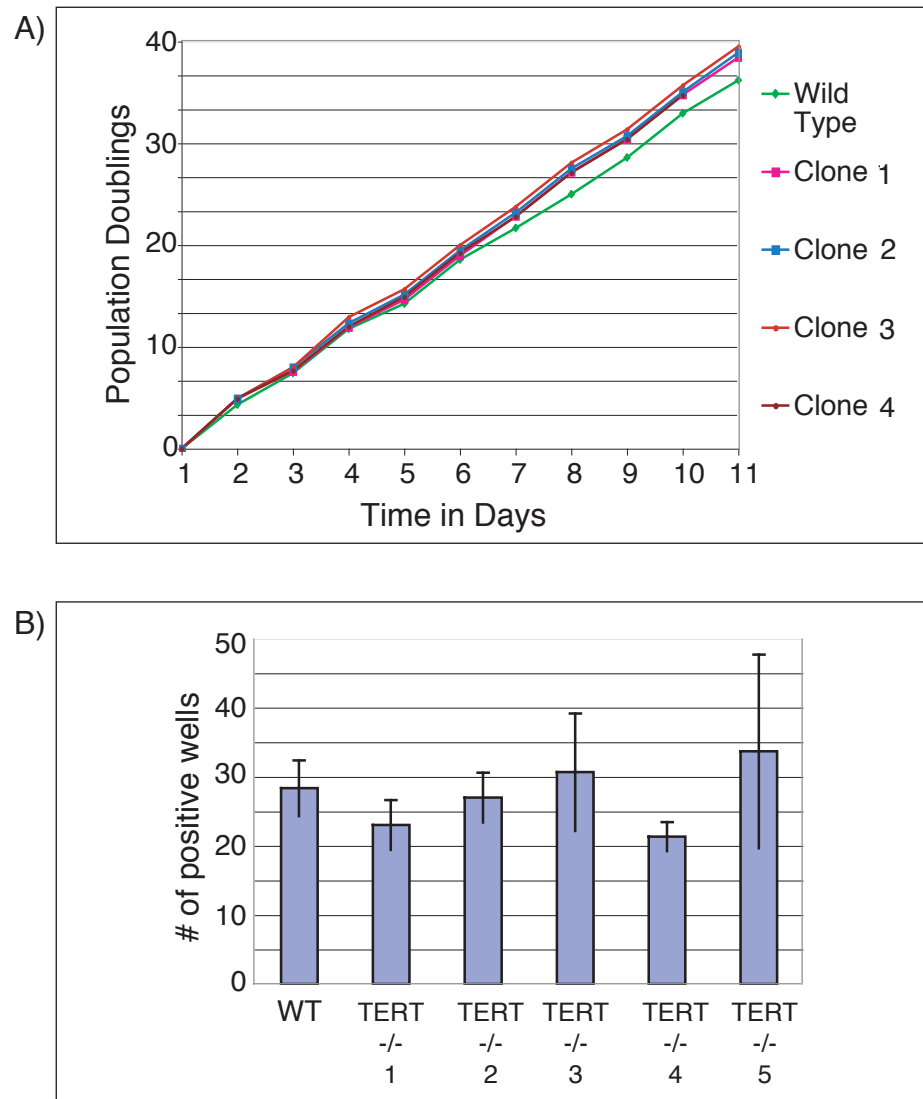 A)
Population Doublings
40
30
20
10
0
1 2 3 4 5 6 7 8 9 10 11
Time in Days
Wild
Type
Clone 1
Clone 2
Clone 3
Clone 4
B)
# of positive wells
50
40
30
20
10
0
WT TERT TERT TERT TERT TERT
-/- -/- -/- -/- -/-
1 2 3 4 5